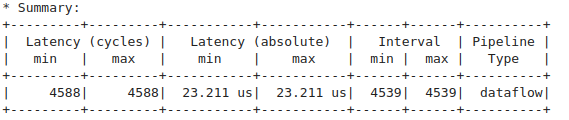 * Summary:
+---------+---------+-----------+-----------+------+------+----------+
|  Latency (cycles) |   Latency (absolute)  |   Interval  | Pipeline |
|   min   |   max   |    min    |    max    |  min |  max |   Type   |
+---------+---------+-----------+-----------+------+------+----------+
|     4588|     4588| 23.211 us| 23.211 us|  4539|  4539|  dataflow|
+---------+---------+-----------+-----------+------+------+----------+